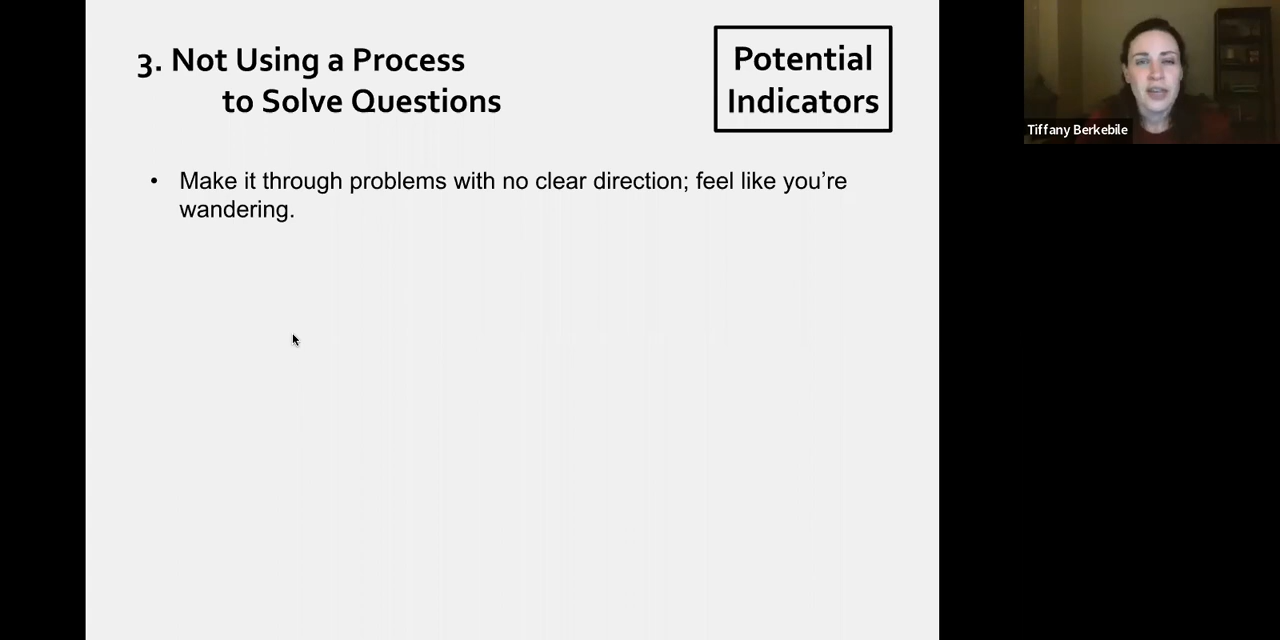 3. Not Using a Process
to Solve Questions
Potential
Indicators
• Make it through problems with no clear direction; feel like you’re
wandering.
Tiffany Berkebile